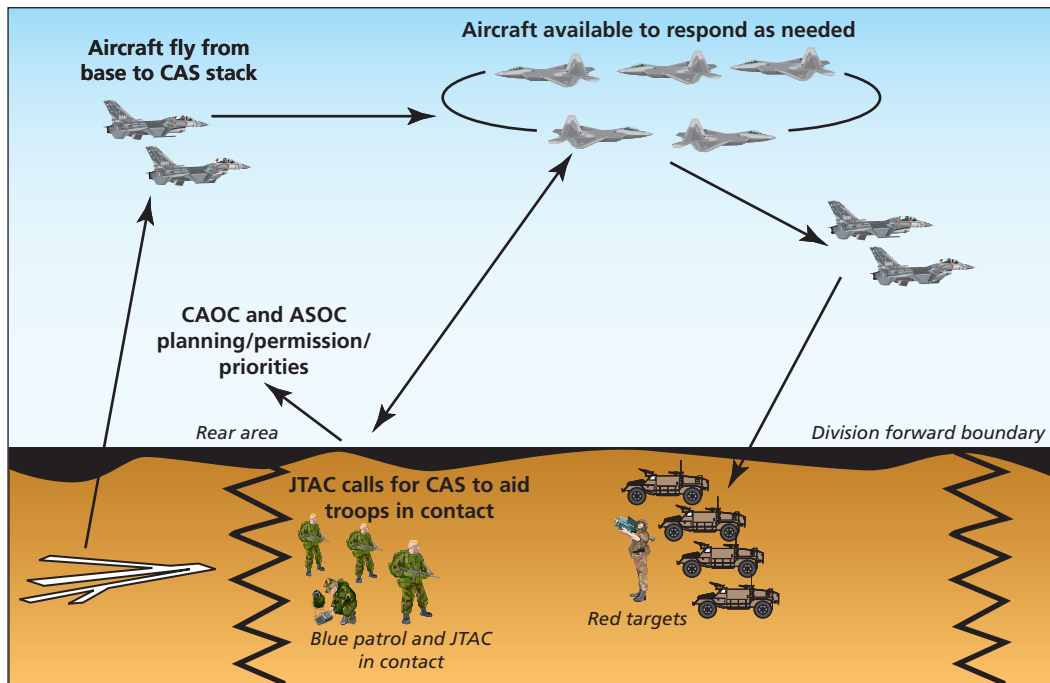 Aircraft fly from
base to CAS stack
Aircraft available to respond as needed
CAOC and ASOC
planning/permission/
priorities
Rear area
Division forward boundary
JTAC calls for CAS to aid
troops in contact
Red targets
Blue patrol and JTAC
in contact